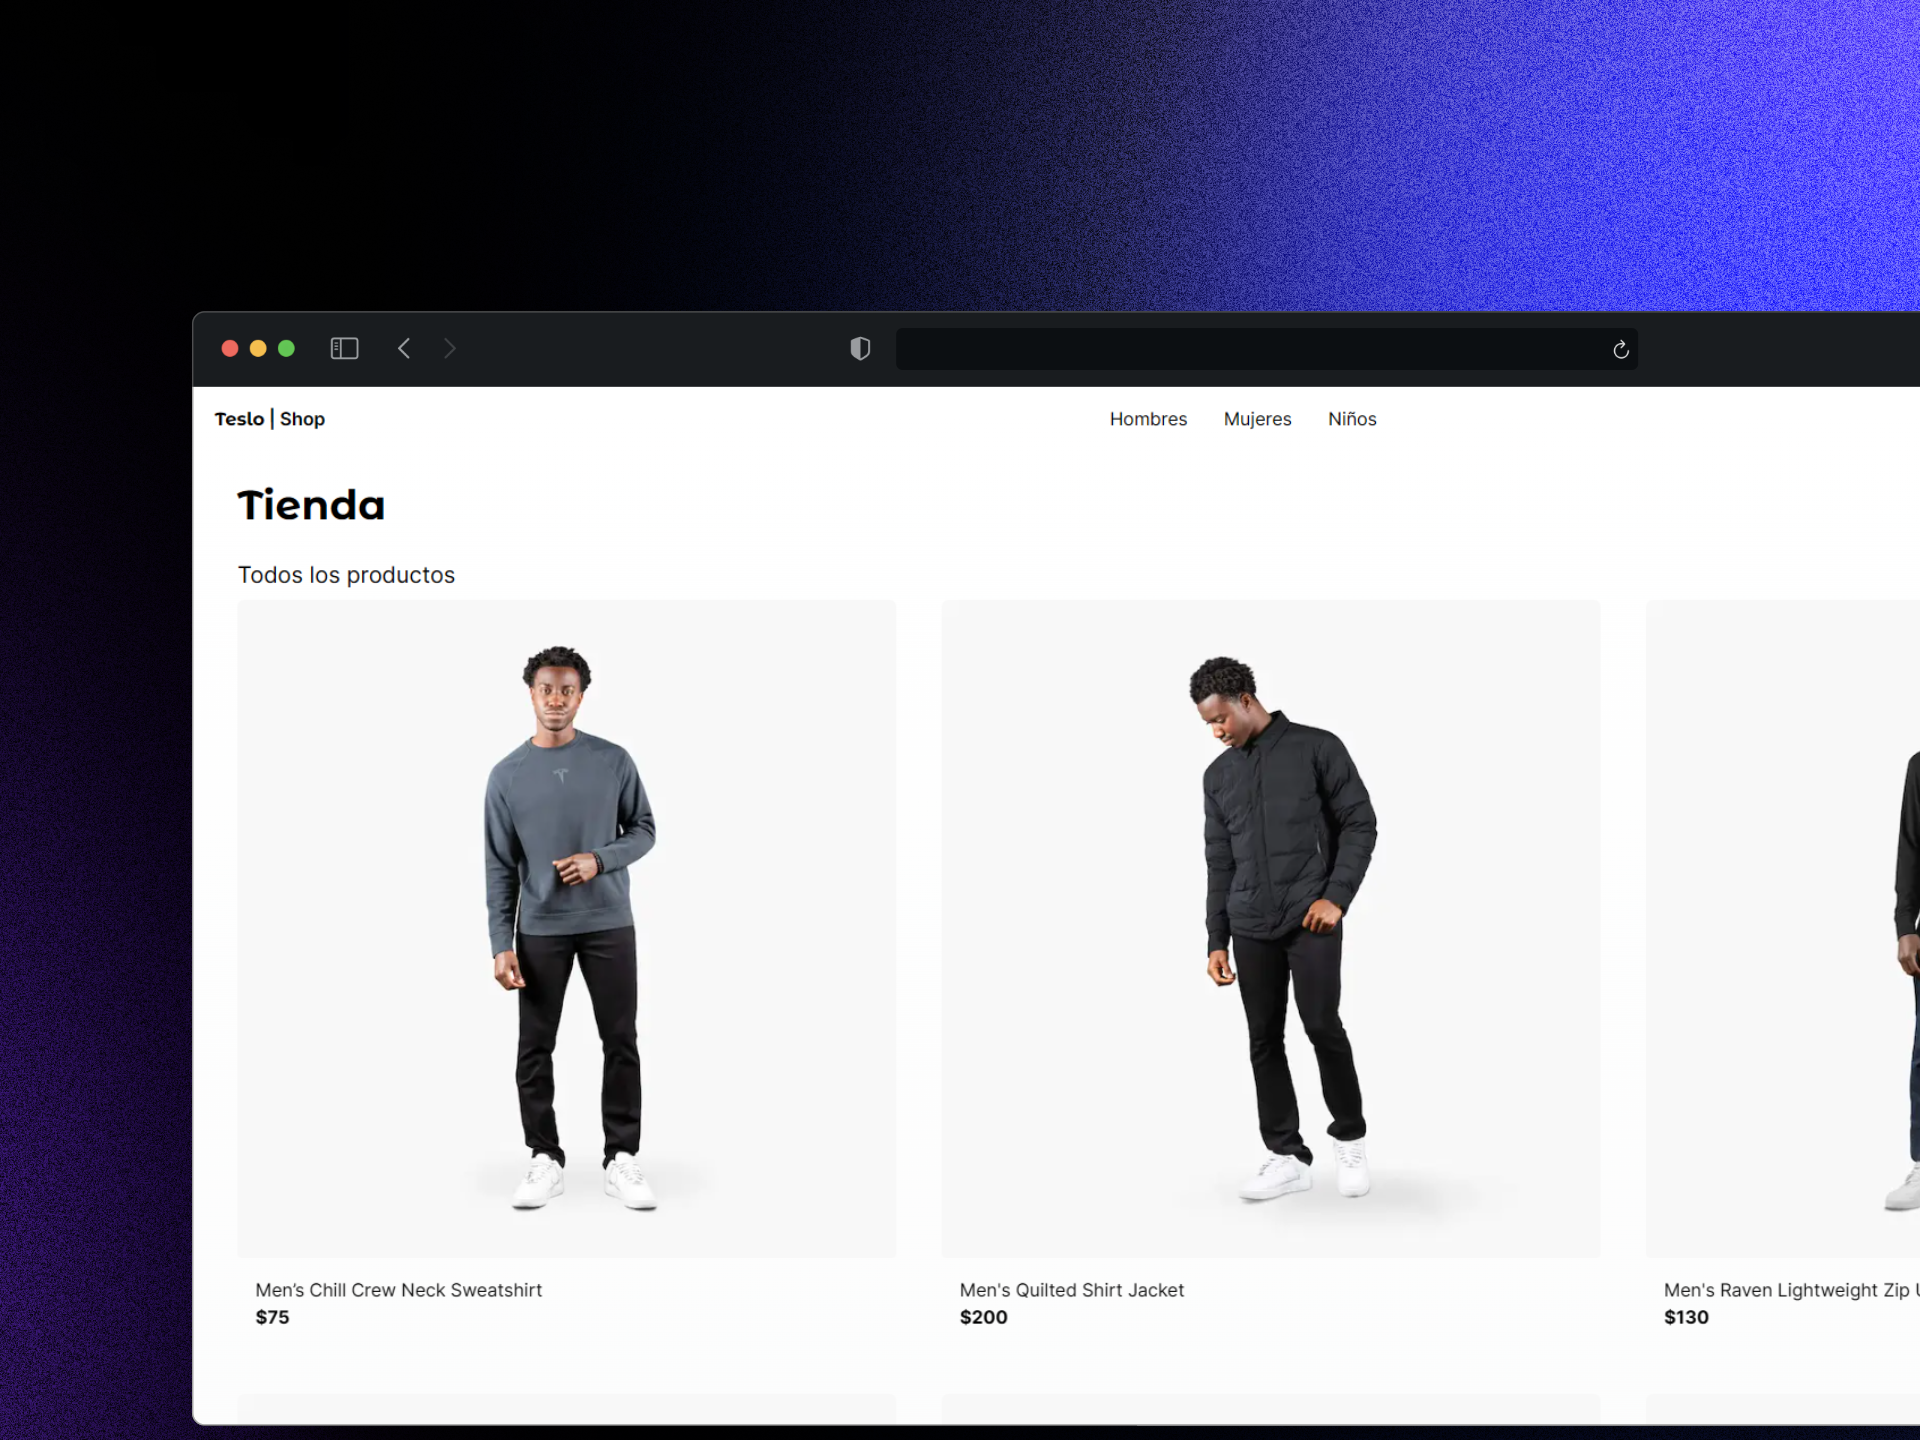 Teslo | Shop
Hombres Mujeres Niños
Tienda
Todos los productos
Men’s Chill Crew Neck Sweatshirt
$75
Men's Quilted Shirt Jacket
$200
Men's Raven Lightweight Zip
$130